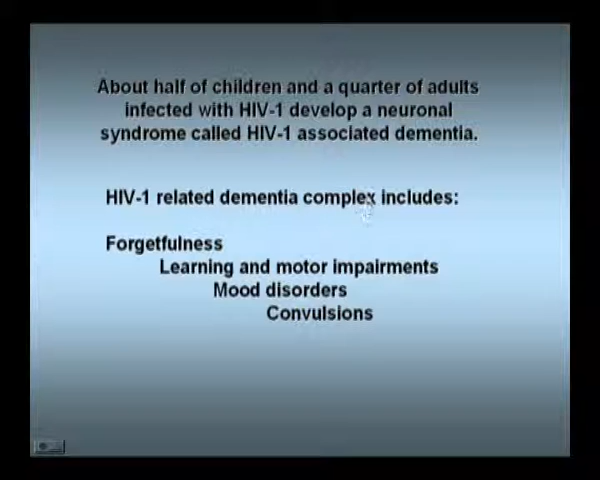 About half of children and a quarter of adults
infected with HIV-1 develop a neuronal
syndrome called HIV-1 associated dementia.
HIV-1 related dementia complex includes:
Forgetfulness
Learning and motor impairments
Mood disorders
Convulsions